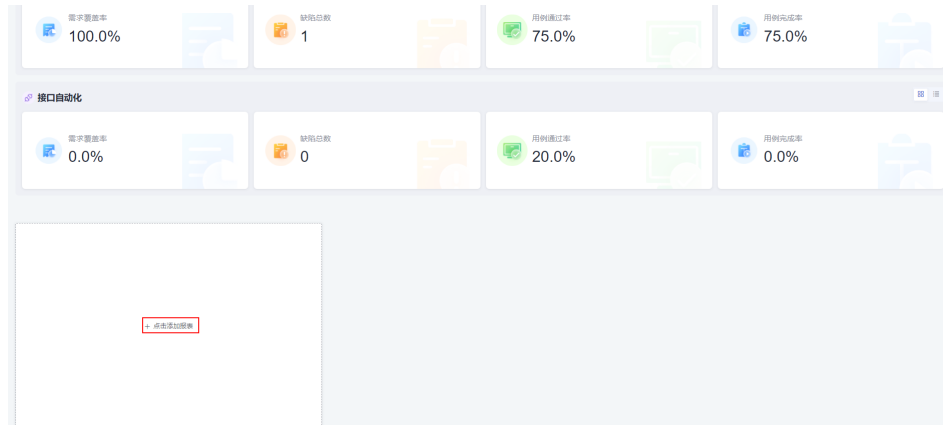 需求覆盖率 缺陷总数 用例通过率 用例完成率
100.0% 1 75.0% 75.0%
接口自动化
需求覆盖率 缺陷总数 用例通过率 用例完成率
0.0% 0 20.0% 0.0%
+ 点击添加报表